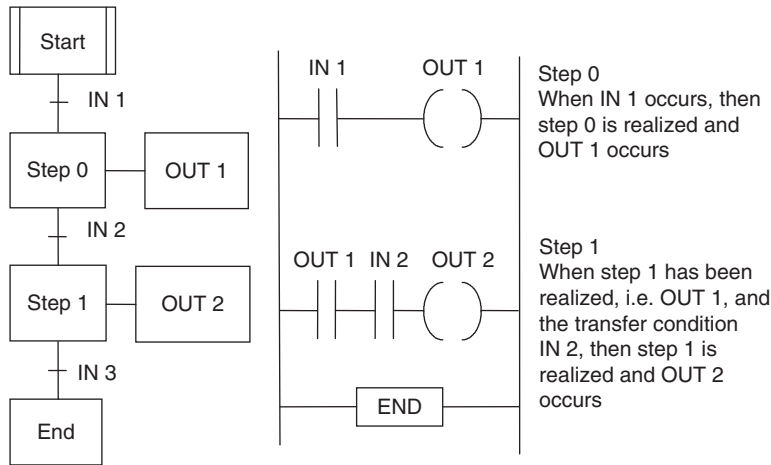 Start
IN 1
Step 0
OUT 1
IN 2
Step 1
OUT 2
IN 3
End
IN 1
OUT 1
OUT 1
IN 2
OUT 2
END
Step 0
When IN 1 occurs, then
step 0 is realized and
OUT 1 occurs
Step 1
When step 1 has been
realized, i.e. OUT 1, and
the transfer condition
IN 2, then step 1 is
realized and OUT 2
occurs